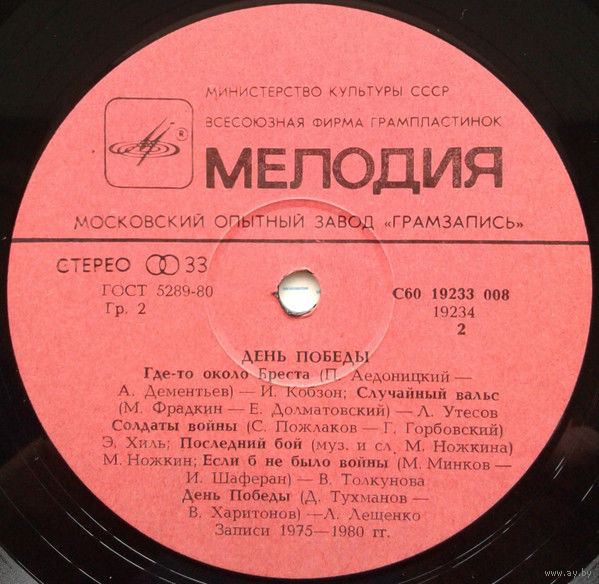 МИНИСТЕРСТВО КУЛЬТУРЫ СССР
ВСЕСОЮЗНАЯ ФИРМА ГРАМПЛАСТИНОК
®
МЕЛОДИЯ
МОСКОВСКИЙ ОПЫТНЫЙ ЗАВОД «ГРАМЗАПИСЬ»
СТЕРЕО 33
ГОСТ 5289-80
Гр. 2
С60 19233 008
19234
2
ДЕНЬ ПОБЕДЫ
Где-то около Бреста (П. Аедоницкий —
А. Дементьев) — И. Кобзон; Случайный вальс
(М. Фрадкин — Е. Долматовский) — Л. Утесов
Солдаты войны (С. Пожлаков — Г. Горбовский)
Э. Хиль; Последний бой (муз. и сл. М. Ножкина)
М. Ножкин; Если б не было войны (М. Минков —
И. Шаферан) — В. Толкунова
День Победы (Д. Тухманов —
В. Харитонов) —Л. Лещенко
Записи 1975—1980 гг.
www.ay.by